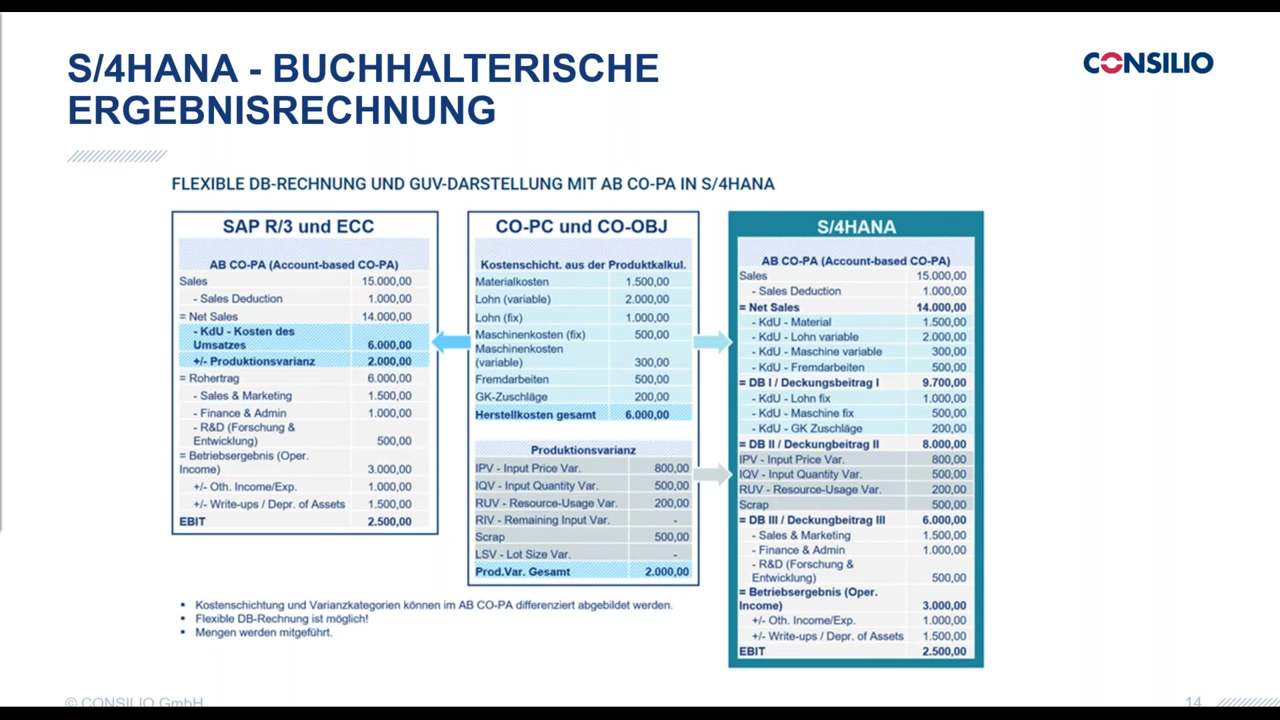 S/4HANA - BUCHHALTERISCHE
ERGEBNISRECHNUNG
CONSILIO
FLEXIBLE DB-RECHNUNG UND GUV-DARSTELLUNG MIT AB CO-PA IN S/4HANA
SAP R/3 und ECC
AB CO-PA (Account-based CO-PA)
Sales 15.000,00
- Sales Deduction 1.000,00
= Net Sales 14.000,00
- KdU - Kosten des
Umsatzes 6.000,00
+/- Produktionsvarianz 2.000,00
= Rohertrag 6.000,00
- Sales & Marketing 1.500,00
- Finance & Admin 1.000,00
- R&D (Forschung &
Entwicklung) 500,00
= Betriebsergebnis (Oper.
Income) 3.000,00
+/- Oth. Income/Exp. 1.000,00
+/- Write-ups / Depr. of Assets 1.500,00
EBIT 2.500,00
CO-PC und CO-OBJ
Kostenschicht. aus der Produktkalkul.
Materialkosten 1.500,00
Lohn (variable) 2.000,00
Lohn (fix) 1.000,00
Maschinenkosten (fix) 500,00
Maschinenkosten
(variable) 300,00
Fremdarbeiten 500,00
GK-Zuschläge 200,00
Herstellkosten gesamt 6.000,00
Produktionsvarianz
IPV - Input Price Var. 800,00
IQV - Input Quantity Var. 500,00
RUV - Resource-Usage Var. 200,00
RIV - Remaining Input Var. -
Scrap 500,00
LSV - Lot Size Var. -
Prod.Var. Gesamt 2.000,00
S/4HANA
AB CO-PA (Account-based CO-PA)
Sales 15.000,00
- Sales Deduction 1.000,00
= Net Sales 14.000,00
- KdU - Material 1.500,00
- KdU - Lohn variable 2.000,00
- KdU - Maschine variable 300,00
- KdU - Fremdarbeiten 500,00
= DB I / Deckungsbeitrag I 9.700,00
- KdU - Lohn fix 1.000,00
- KdU - Maschine fix 500,00
- KdU - GK Zuschläge 200,00
= DB II / Deckungbeitrag II 8.000,00
IPV - Input Price Var. 800,00
IQV - Input Quantity Var. 500,00
RUV - Resource-Usage Var. 200,00
Scrap 500,00
= DB III / Deckungbeitrag III 6.000,00
- Sales & Marketing 1.500,00
- Finance & Admin 1.000,00
- R&D (Forschung &
Entwicklung) 500,00
= Betriebsergebnis (Oper.
Income) 3.000,00
+/- Oth. Income/Exp. 1.000,00
+/- Write-ups / Depr. of Assets 1.500,00
EBIT 2.500,00
▪ Kostenschichtung und Varianzkategorien können im AB CO-PA differenziert abgebildet werden.
▪ Flexible DB-Rechnung ist möglich!
▪ Mengen werden mitgeführt.
© CONSILIO GmbH
14